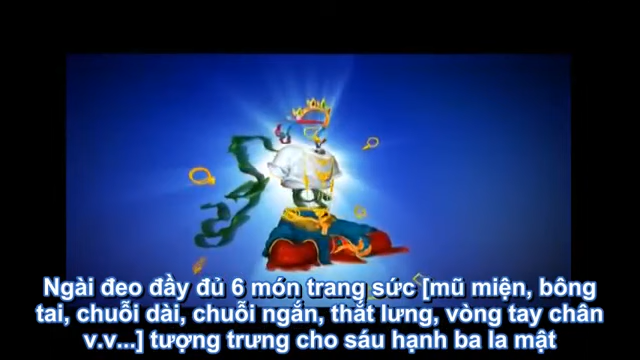 Ngài đeo đầy đủ 6 món trang sức [mũ miện, bông
tai, chuỗi dài, chuỗi ngắn, thắt lưng, vòng tay chân
v.v...] tượng trưng cho sáu hạnh ba la mật